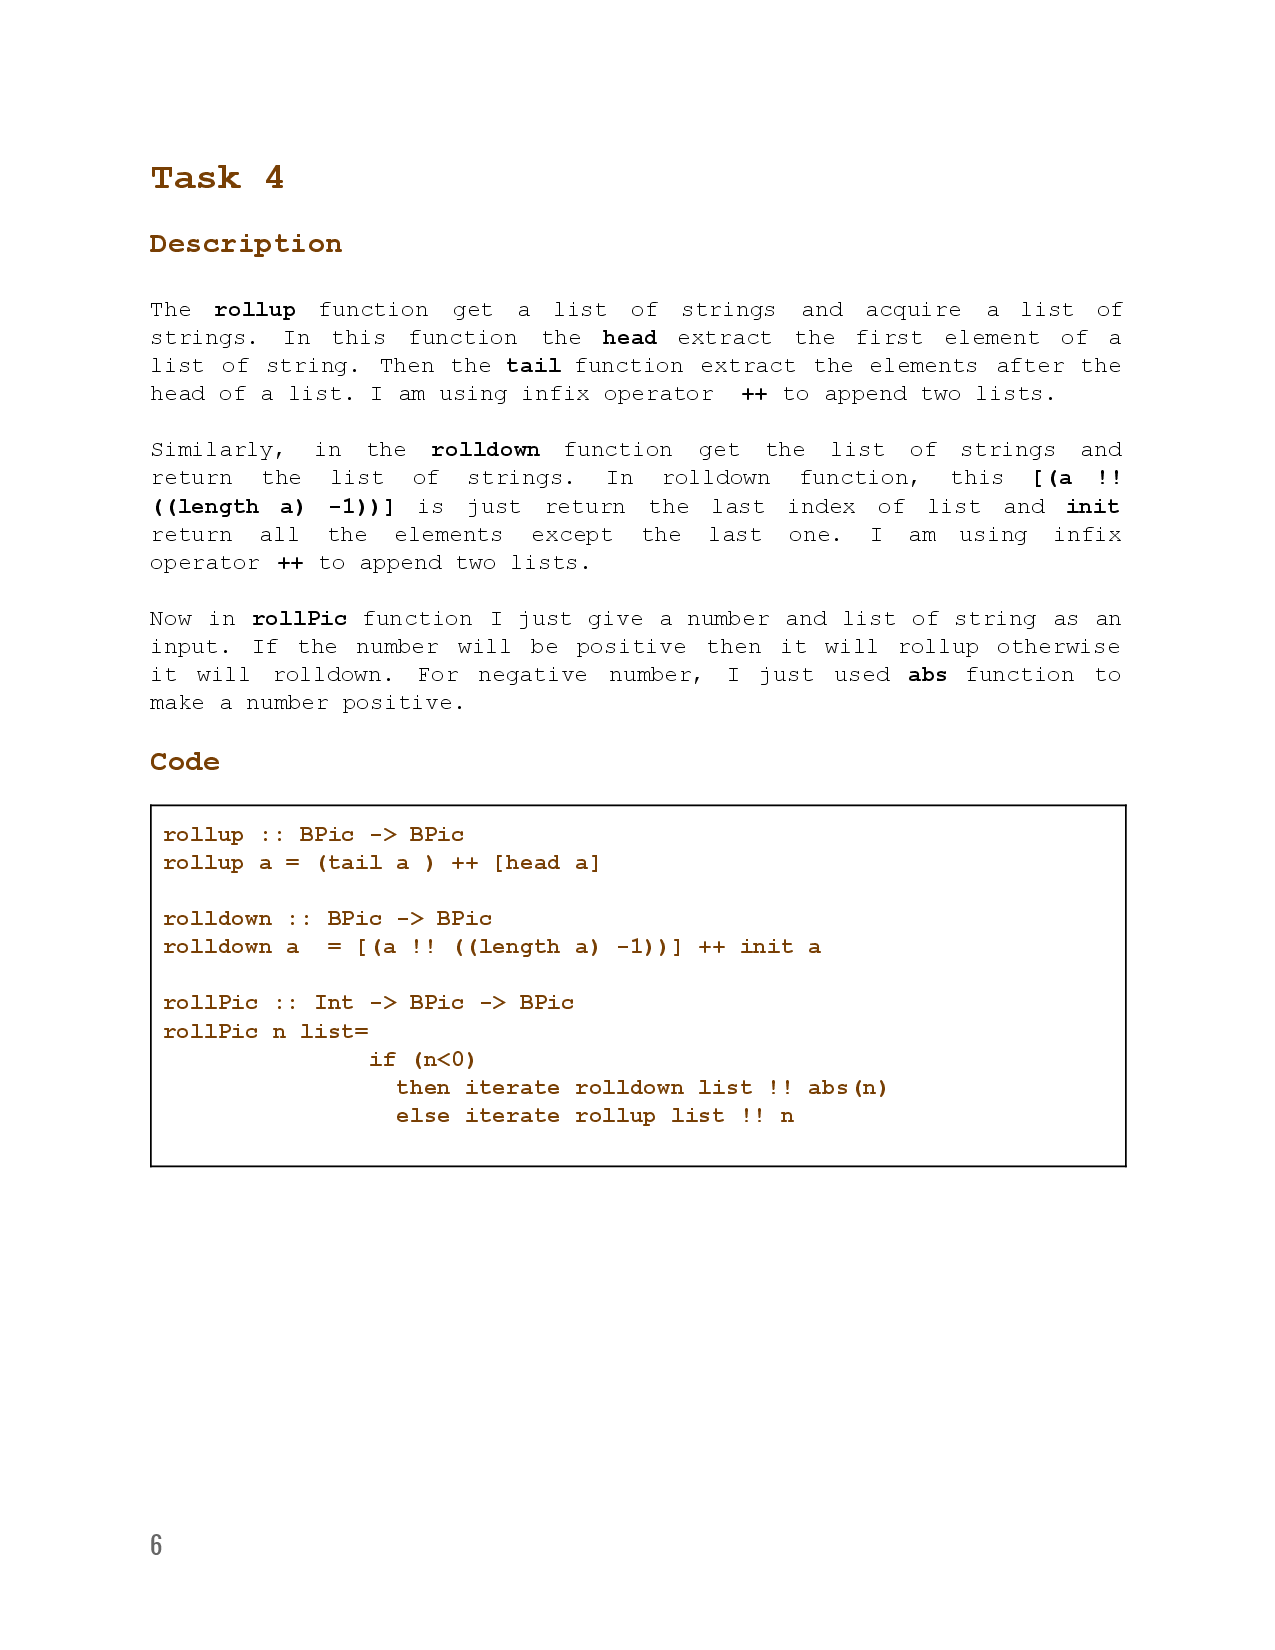 Task 4
Description
The rollup function get a list of strings and acquire a list of
strings. In this function the head extract the first element of a
list of string. Then the tail function extract the elements after the
head of a list. I am using infix operator  ++ to append two lists.
Similarly, in the rolldown function get the list of strings and
return the list of strings. In rolldown function, this [(a !!
((length a) -1))] is just return the last index of list and init
return all the elements except the last one. I am using infix
operator ++ to append two lists.
Now in rollPic function I just give a number and list of string as an
input. If the number will be positive then it will rollup otherwise
it will rolldown. For negative number, I just used abs function to
make a number positive.
Code
rollup :: BPic -> BPic
rollup a = (tail a ) ++ [head a]
rolldown :: BPic -> BPic
rolldown a  = [(a !! ((length a) -1))] ++ init a
rollPic :: Int -> BPic -> BPic
rollPic n list=
if (n<0)
then iterate rolldown list !! abs(n)
else iterate rollup list !! n
6